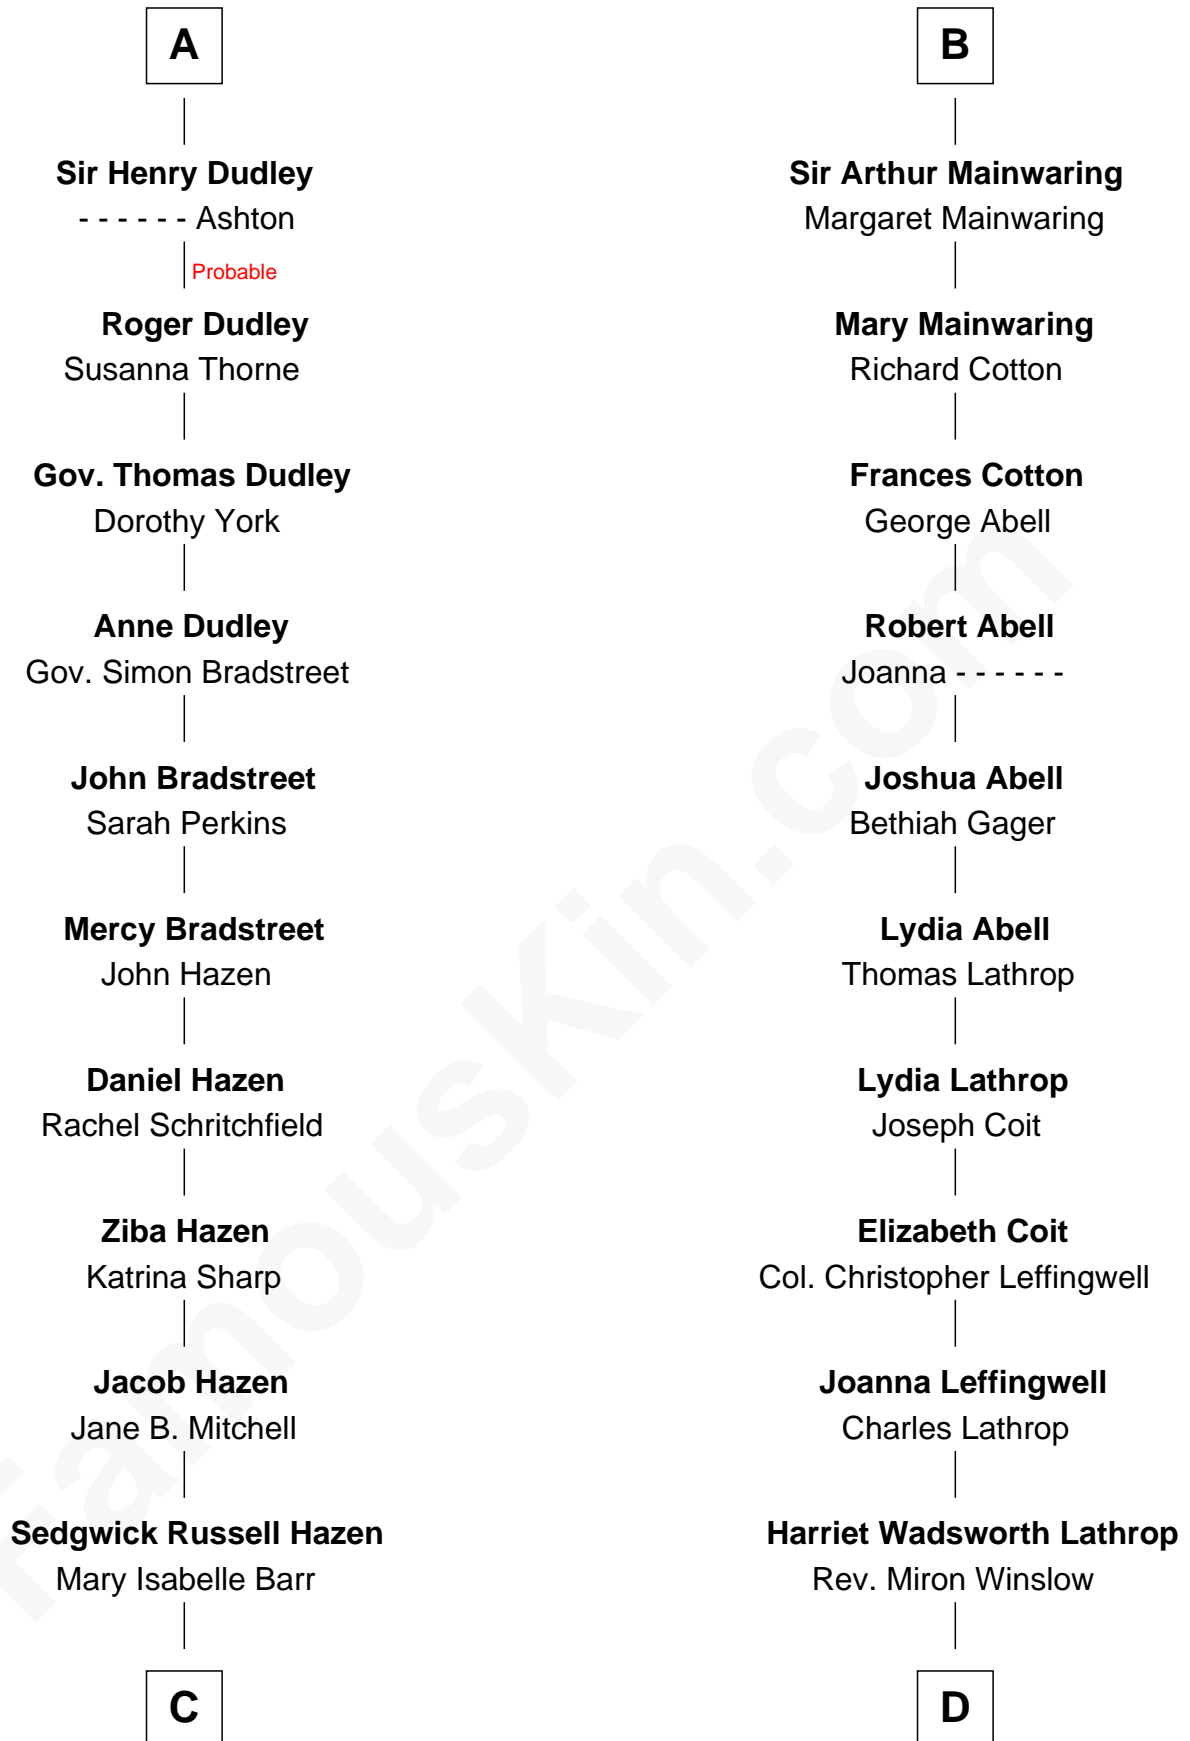 A
Sir Henry Dudley
- - - - - - Ashton
Probable
Roger Dudley
Susanna Thorne
Gov. Thomas Dudley
Dorothy York
Anne Dudley
Gov. Simon Bradstreet
John Bradstreet
Sarah Perkins
Mercy Bradstreet
John Hazen
Daniel Hazen
Rachel Schritchfield
Ziba Hazen
Katrina Sharp
Jacob Hazen
Jane B. Mitchell
Sedgwick Russell Hazen
Mary Isabelle Barr
C
B
Sir Arthur Mainwaring
Margaret Mainwaring
Mary Mainwaring
Richard Cotton
Frances Cotton
George Abell
Robert Abell
Joanna - - - - - -
Joshua Abell
Bethiah Gager
Lydia Abell
Thomas Lathrop
Lydia Lathrop
Joseph Coit
Elizabeth Coit
Col. Christopher Leffingwell
Joanna Leffingwell
Charles Lathrop
Harriet Wadsworth Lathrop
Rev. Miron Winslow
D
FamousKin.com